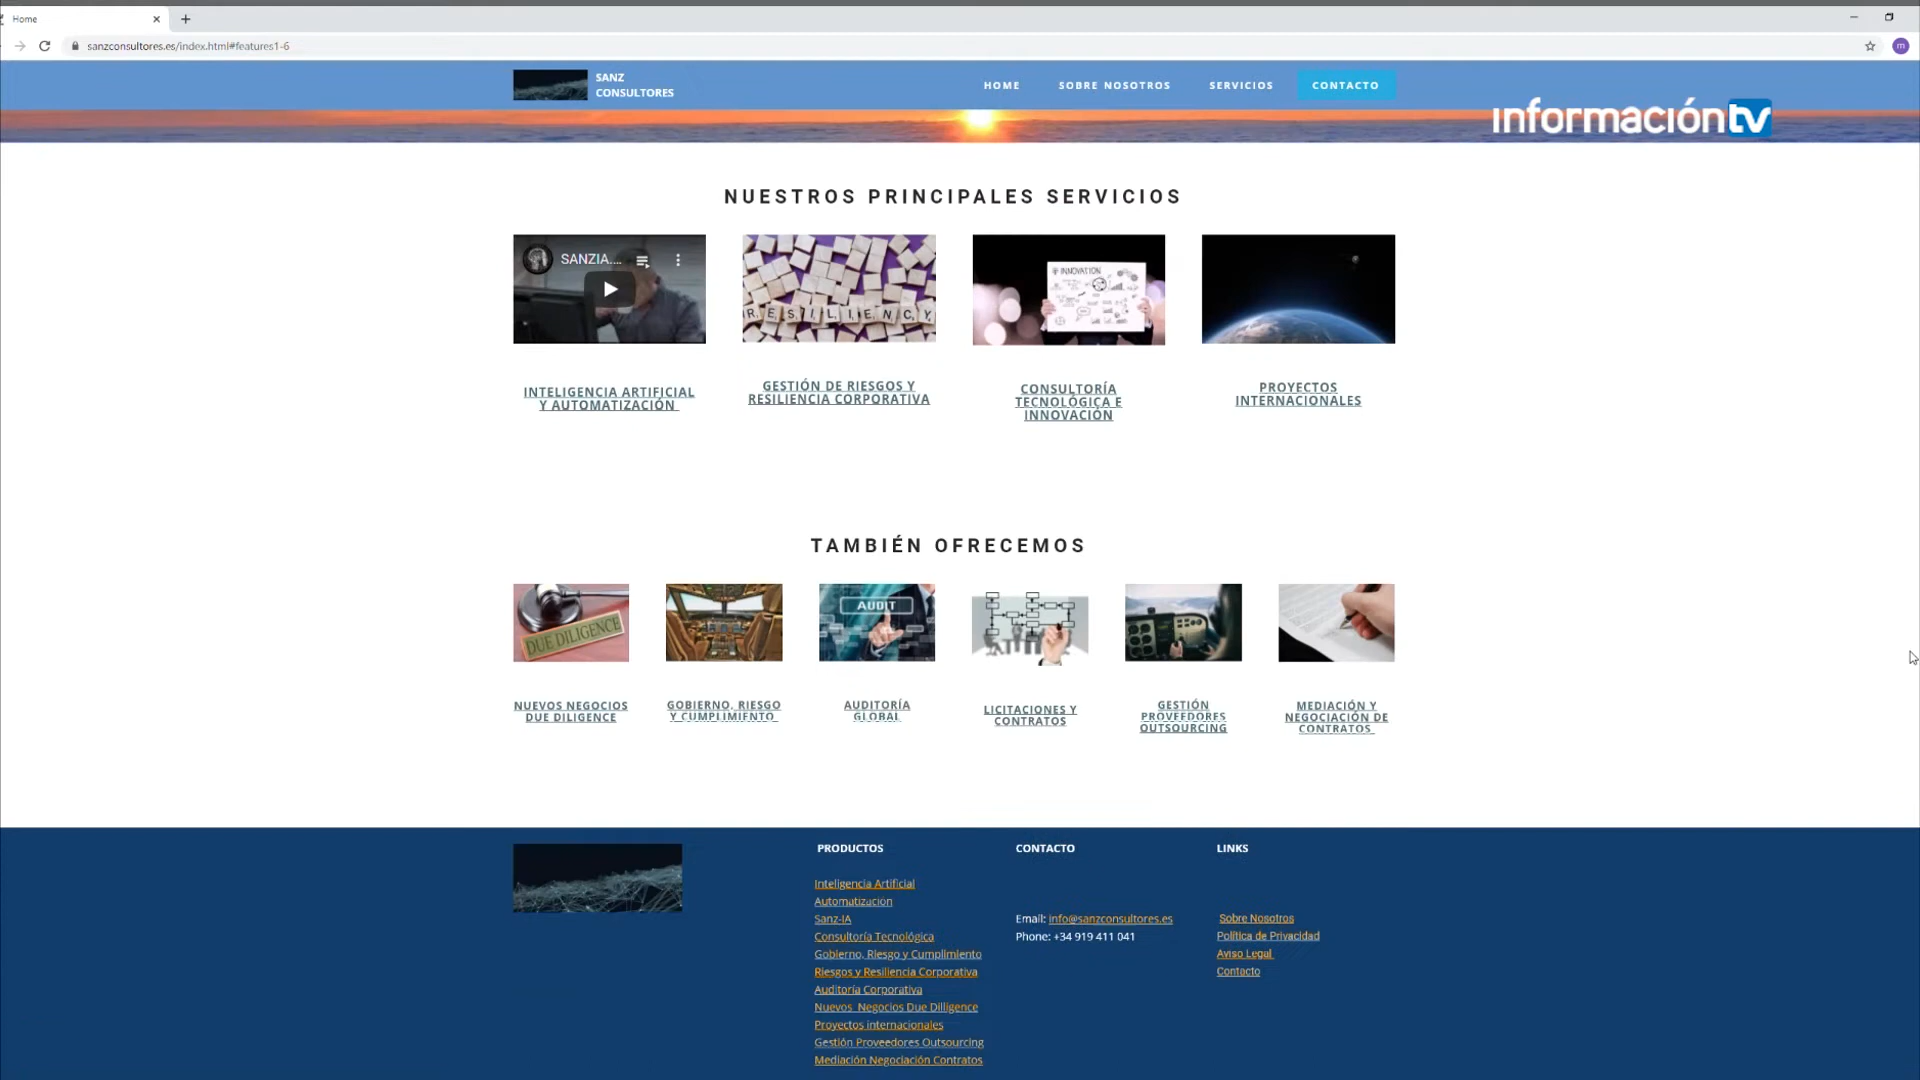 Home
sanzconsultores.es/index.html#features1-6
m
SANZ
CONSULTORES
HOME
SOBRE NOSOTROS
SERVICIOS
CONTACTO
informacióntv
NUESTROS PRINCIPALES SERVICIOS
SANZIA....
RESILIENCY
INNOVATION
INTELIGENCIA ARTIFICIAL
Y AUTOMATIZACIÓN
GESTIÓN DE RIESGOS Y
RESILIENCIA CORPORATIVA
CONSULTORÍA
TECNOLÓGICA E
INNOVACIÓN
PROYECTOS
INTERNACIONALES
TAMBIÉN OFRECEMOS
DUE DILIGENCE
AUDIT
NUEVOS NEGOCIOS
DUE DILIGENCE
GOBIERNO, RIESGO
Y CUMPLIMIENTO
AUDITORÍA
GLOBAL
LICITACIONES Y
CONTRATOS
GESTIÓN
PROVEEDORES
OUTSOURCING
MEDIACIÓN Y
NEGOCIACIÓN DE
CONTRATOS
PRODUCTOS
Inteligencia Artificial
Automatización
Sanz-IA
Consultoría Tecnológica
Gobierno, Riesgo y Cumplimiento
Riesgos y Resiliencia Corporativa
Auditoría Corporativa
Nuevos Negocios Due Dilligence
Proyectos internacionales
Gestión Proveedores Outsourcing
Mediación Negociación Contratos
CONTACTO
Email: info@sanzconsultores.es
Phone: +34 919 411 041
LINKS
Sobre Nosotros
Política de Privacidad
Aviso Legal
Contacto